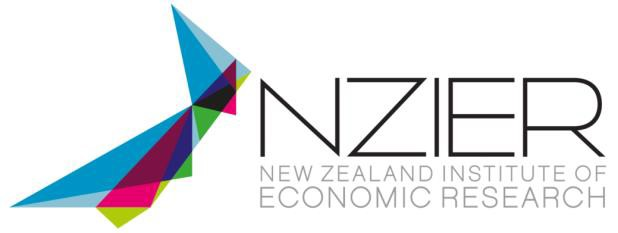 NZIER
NEW ZEALAND INSTITUTE OF
ECONOMIC RESEARCH